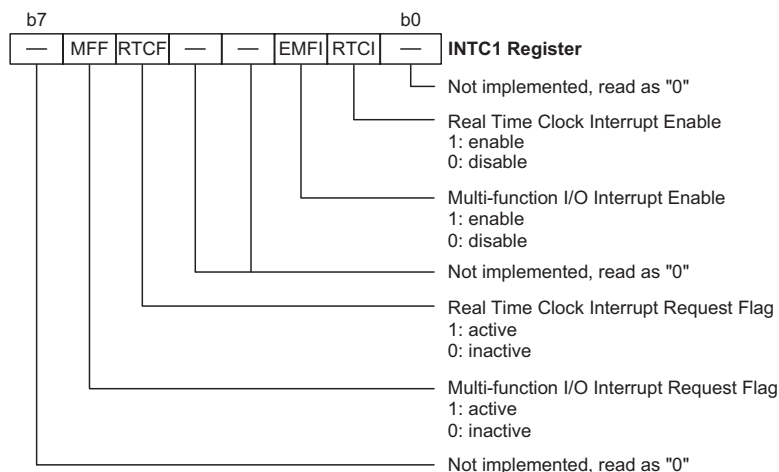 b7 b0
— MFF RTCF — — EMFI RTCI — INTC1 Register
Not implemented, read as "0"
Real Time Clock Interrupt Enable
1: enable
0: disable
Multi-function I/O Interrupt Enable
1: enable
0: disable
Not implemented, read as "0"
Real Time Clock Interrupt Request Flag
1: active
0: inactive
Multi-function I/O Interrupt Request Flag
1: active
0: inactive
Not implemented, read as "0"